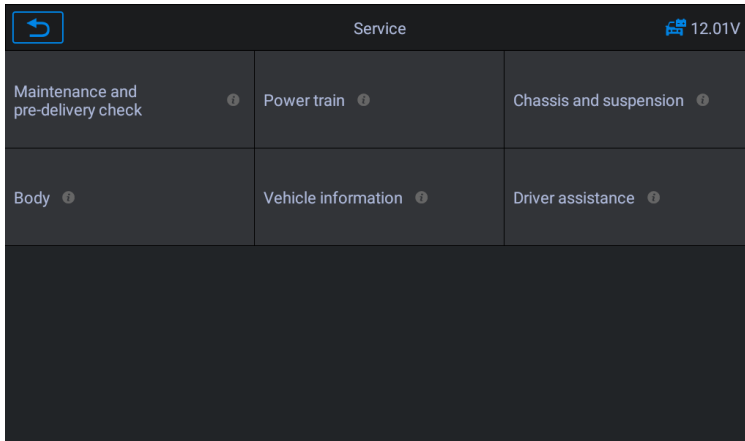 Service
12.01V
Maintenance and
pre-delivery check
Power train
Chassis and suspension
Body
Vehicle information
Driver assistance